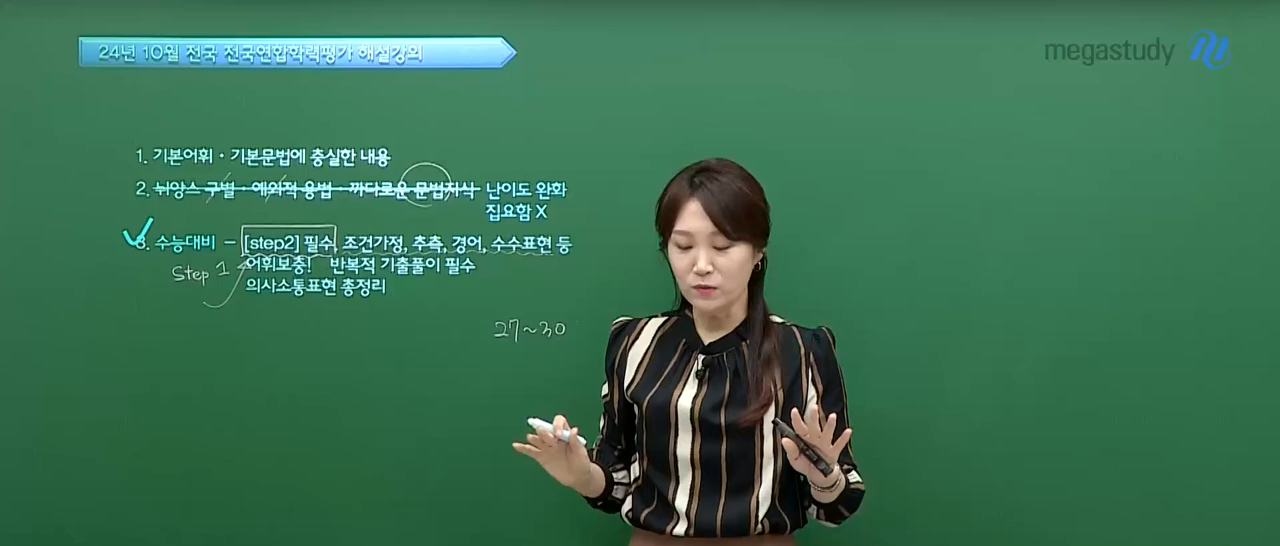 24년 10월 전국 전국연합학력평가 해설강의
megastudy
1. 기본어휘 · 기본문법에 충실한 내용
2. 뉘앙스 구별 · 예외적 용법 · 까다로운 문법지식 난이도 완화
집요함 X
3. 수능대비 - [step2] 필수, 조건가정, 추측, 경어, 수수표현 등
Step 1 어휘보충! 반복적 기출풀이 필수
의사소통표현 총정리
27~30